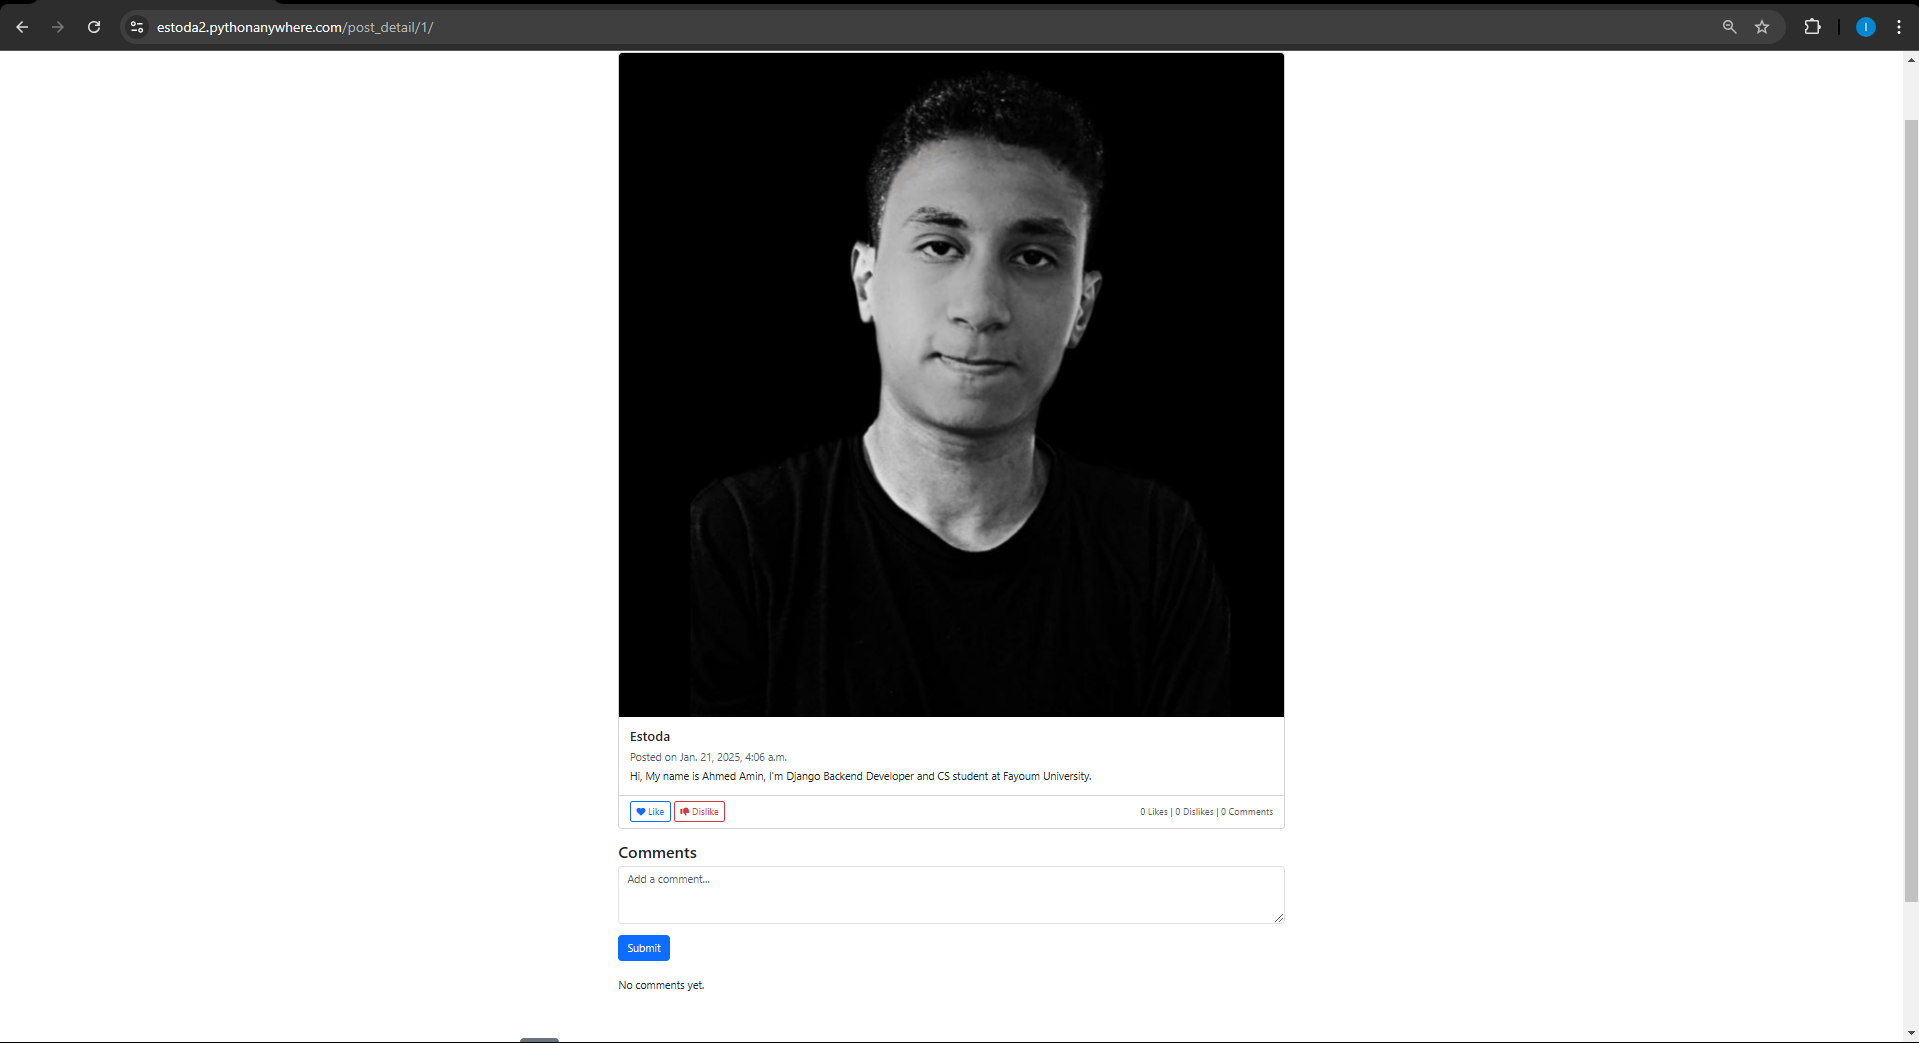 estoda2.pythonanywhere.com/post_detail/1/
I
Estoda
Posted on Jan. 21, 2025, 4:06 a.m.
Hi, My name is Ahmed Amin, I'm Django Backend Developer and CS student at Fayoum University.
Like Dislike 0 Likes | 0 Dislikes | 0 Comments
Comments
Add a comment...
Submit
No comments yet.